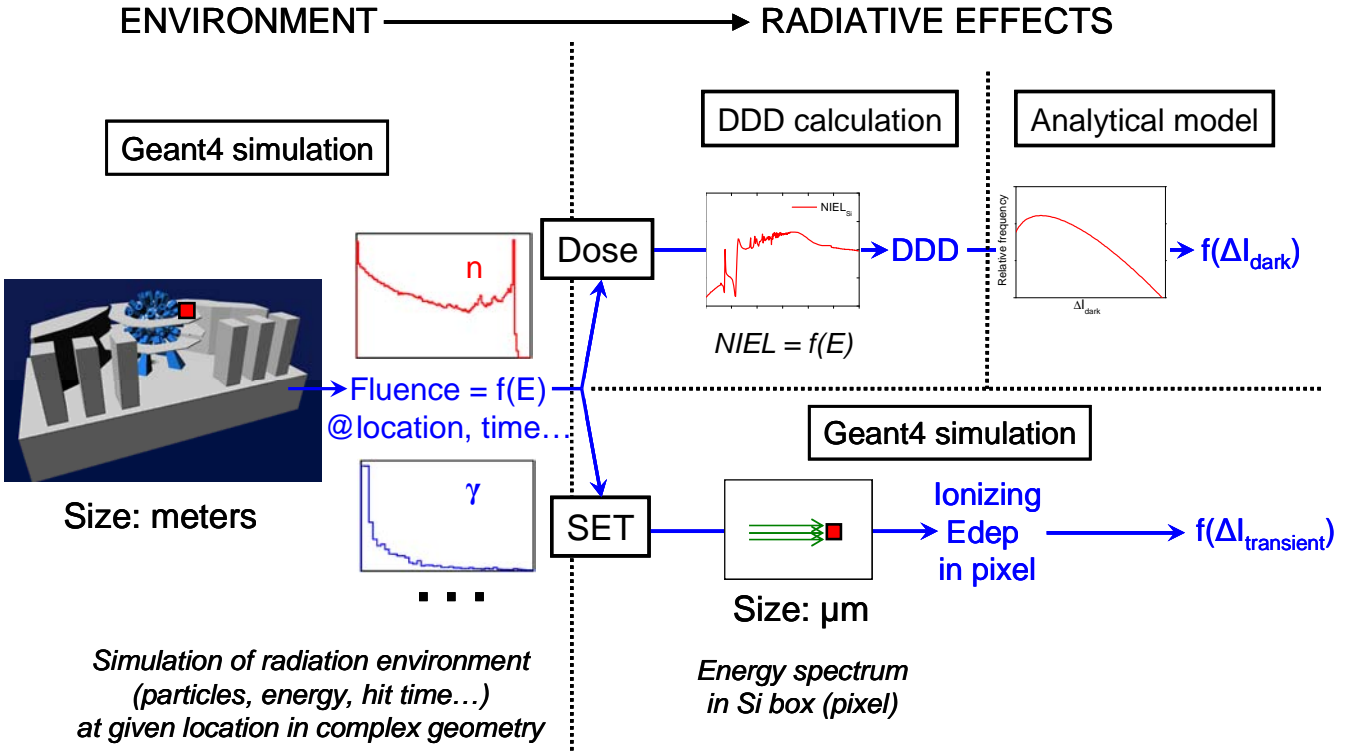 ENVIRONMENT
RADIATIVE EFFECTS
Geant4 simulation
n
Fluence = f(E)
@location, time…
γ
...
Size: meters
Simulation of radiation environment
(particles, energy, hit time…)
at given location in complex geometry
Dose
DDD calculation
NIEL_Si
NIEL = f(E)
DDD
Analytical model
Relative frequency
ΔI_dark
f(ΔI_dark)
SET
Geant4 simulation
Size: μm
Energy spectrum
in Si box (pixel)
Ionizing
Edep
in pixel
f(ΔI_transient)